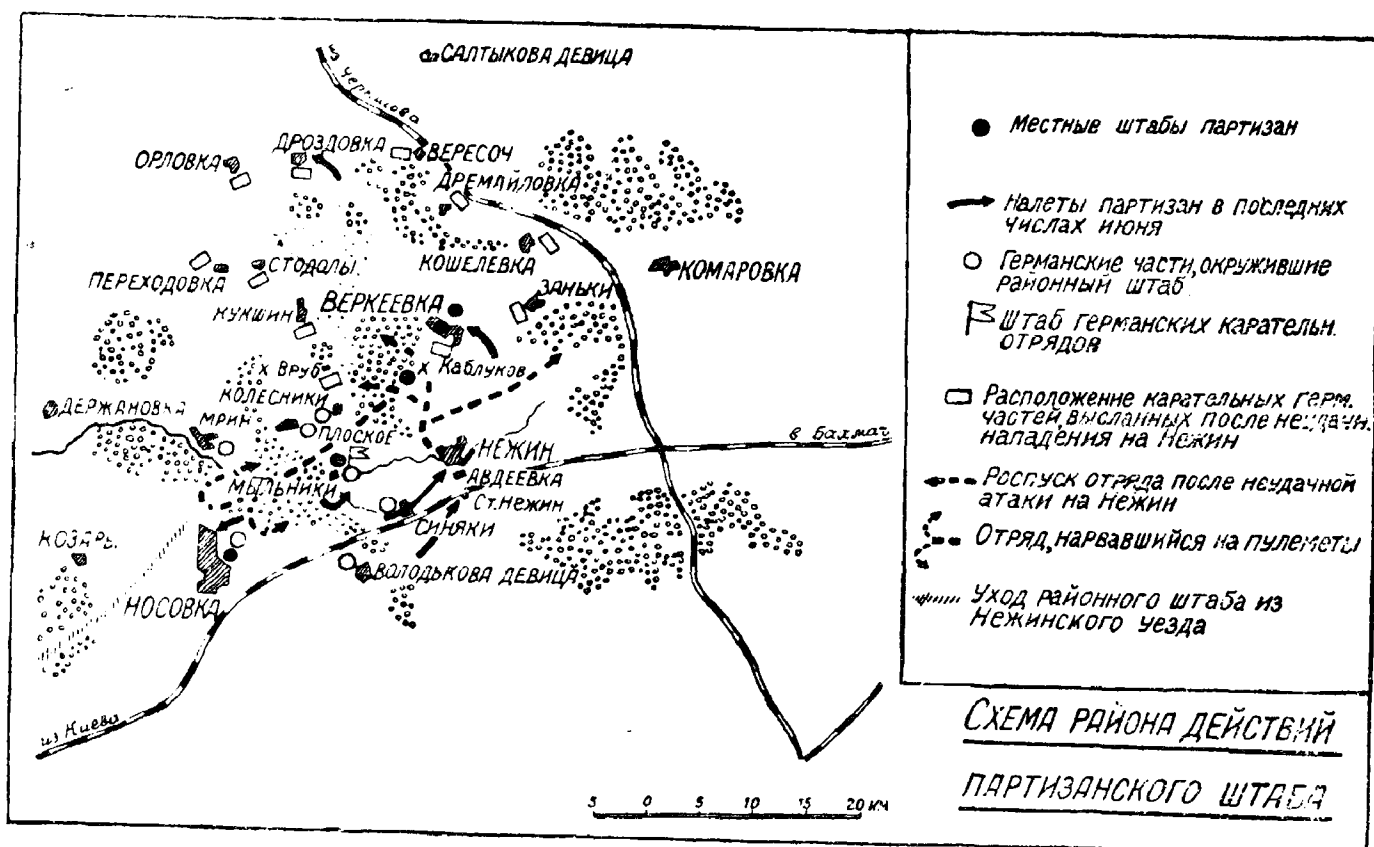 из Чернигова
САЛТЫКОВА ДЕВИЦА
ОРЛОВКА
ДРОЗДОВКА
ВЕРЕСОЧ
ДРЕМАЙЛОВКА
ПЕРЕХОДОВКА
СТОДОЛЫ
КОШЕЛЕВКА
КОМАРОВКА
КУКШИН
ВЕРКЕЕВКА
ЗАНЬКИ
х Вруб
х Каблуков
ДЕРЖАНОВКА
КОЛЕСНИКИ
МРИН
ПЛОСКОЕ
НЕЖИН
в Бахмач
МЫЛЬНИКИ
АВДЕЕВКА
Ст. НЕЖИН
СИНЯКИ
КОЗАРЫ
ВОЛОДЬКОВА ДЕВИЦА
НОСОВКА
из Киева
5 0 5 10 15 20 км
Местные штабы партизан
Налеты партизан в последних
числах июня
Германские части, окружившие
районный штаб
Штаб германских карательн.
отрядов
Расположение карательных герм.
частей, высланных после неудачн.
нападения на Нежин
Роспуск отряда после неудачной
атаки на Нежин
Отряд, нарвавшийся на пулеметы
Уход районного штаба из
Нежинского уезда
СХЕМА РАЙОНА ДЕЙСТВИЙ
ПАРТИЗАНСКОГО ШТАБА